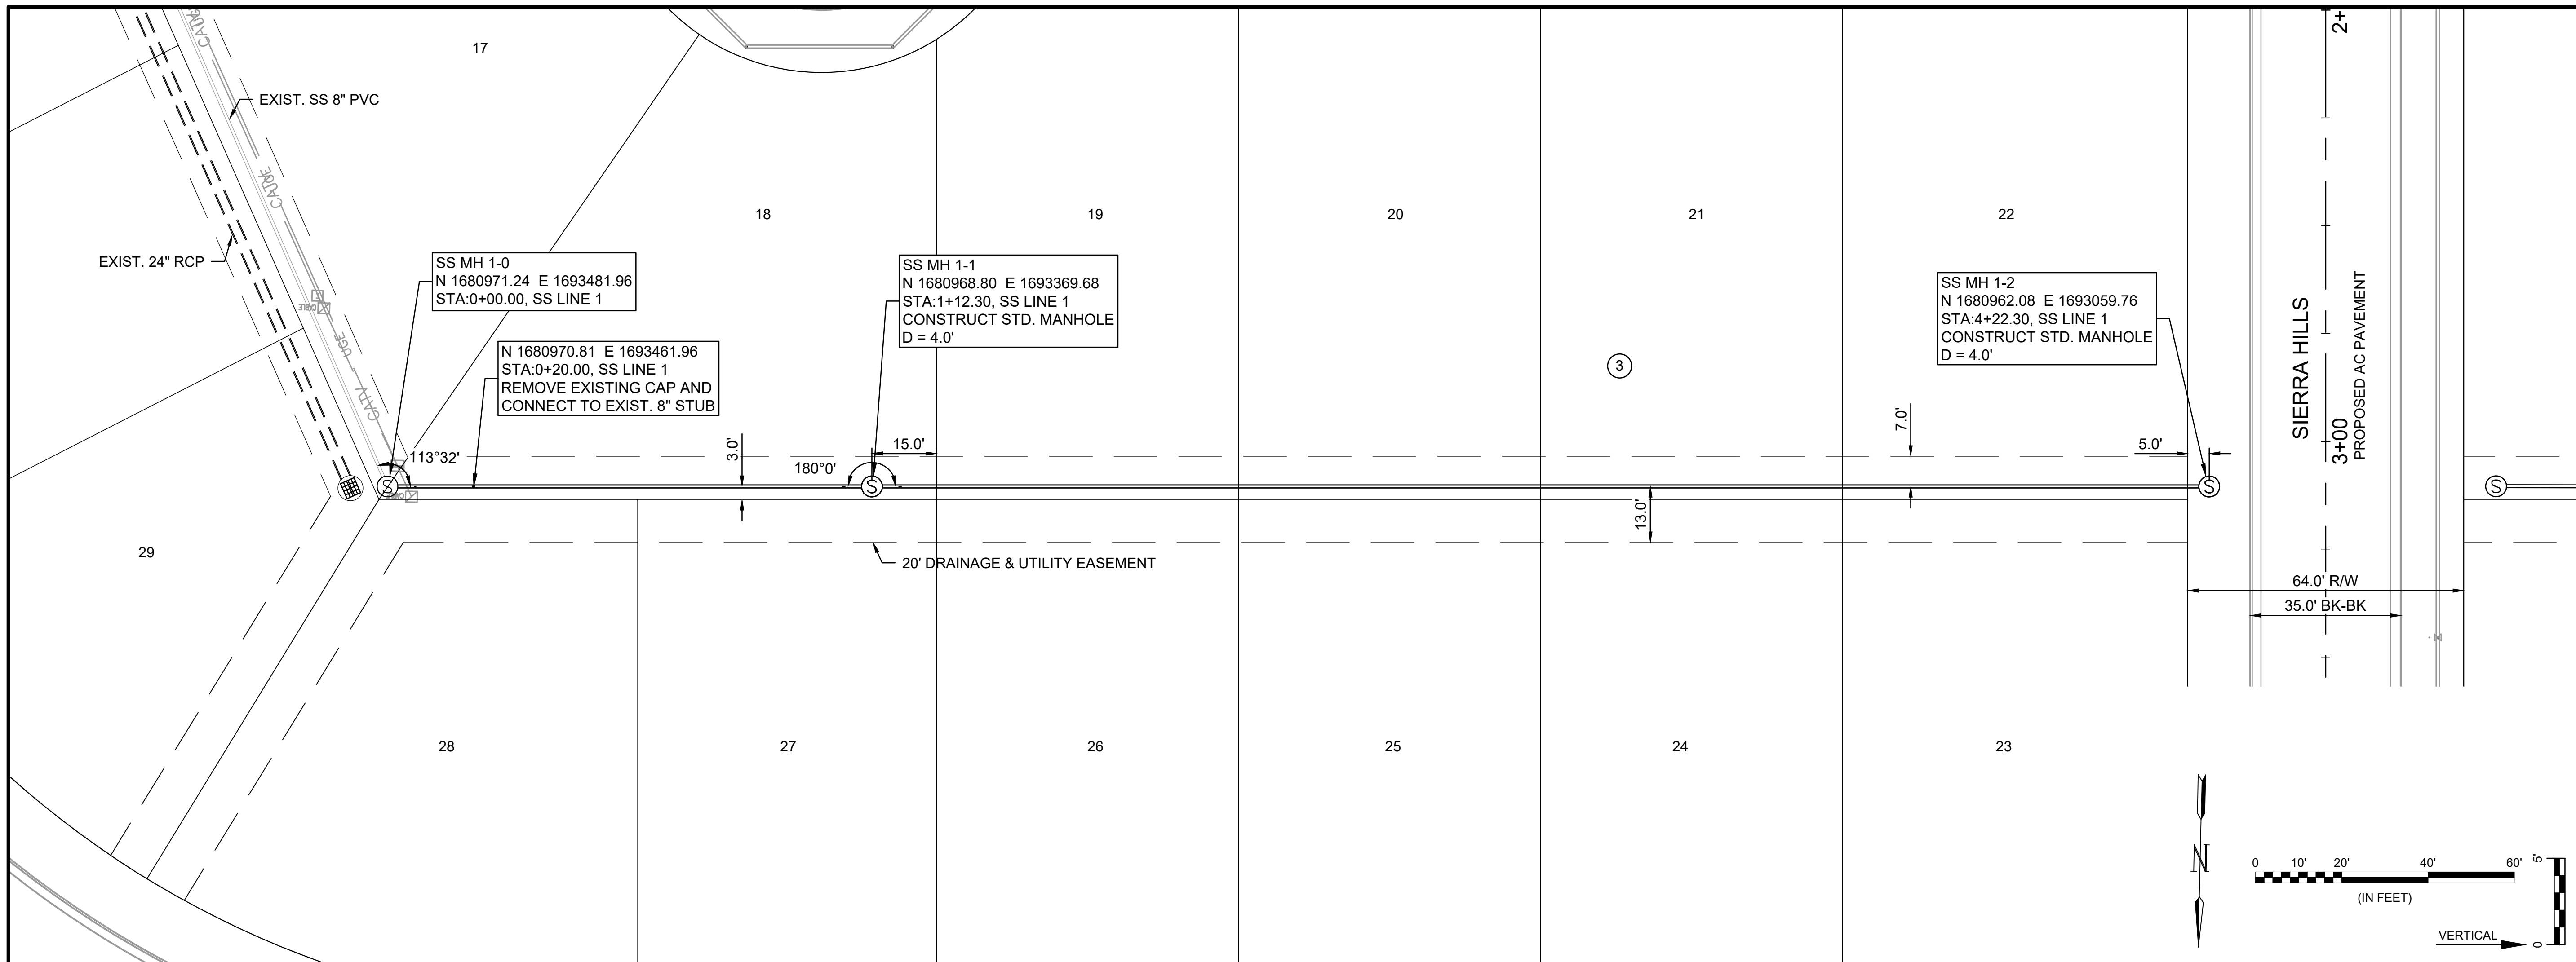 17
2+
EXIST. SS 8" PVC
CATV
UGE
CATV
EXIST. 24" RCP
18
19
20
21
22
SS MH 1-0
N 1680971.24 E 1693481.96
STA:0+00.00, SS LINE 1
SS MH 1-1
N 1680968.80 E 1693369.68
STA:1+12.30, SS LINE 1
CONSTRUCT STD. MANHOLE
D = 4.0'
SS MH 1-2
N 1680962.08 E 1693059.76
STA:4+22.30, SS LINE 1
CONSTRUCT STD. MANHOLE
D = 4.0'
N 1680970.81 E 1693461.96
STA:0+20.00, SS LINE 1
REMOVE EXISTING CAP AND
CONNECT TO EXIST. 8" STUB
CABLE
UGE
CATV
3
SIERRA HILLS
3+00
PROPOSED AC PAVEMENT
113°32'
3.0'
180°0'
15.0'
7.0'
5.0'
S
S
S
S
CABLE
13.0'
29
20' DRAINAGE & UTILITY EASEMENT
64.0' R/W
35.0' BK-BK
28
27
26
25
24
23
N
0 10' 20' 40' 60'
(IN FEET)
5'
0
VERTICAL